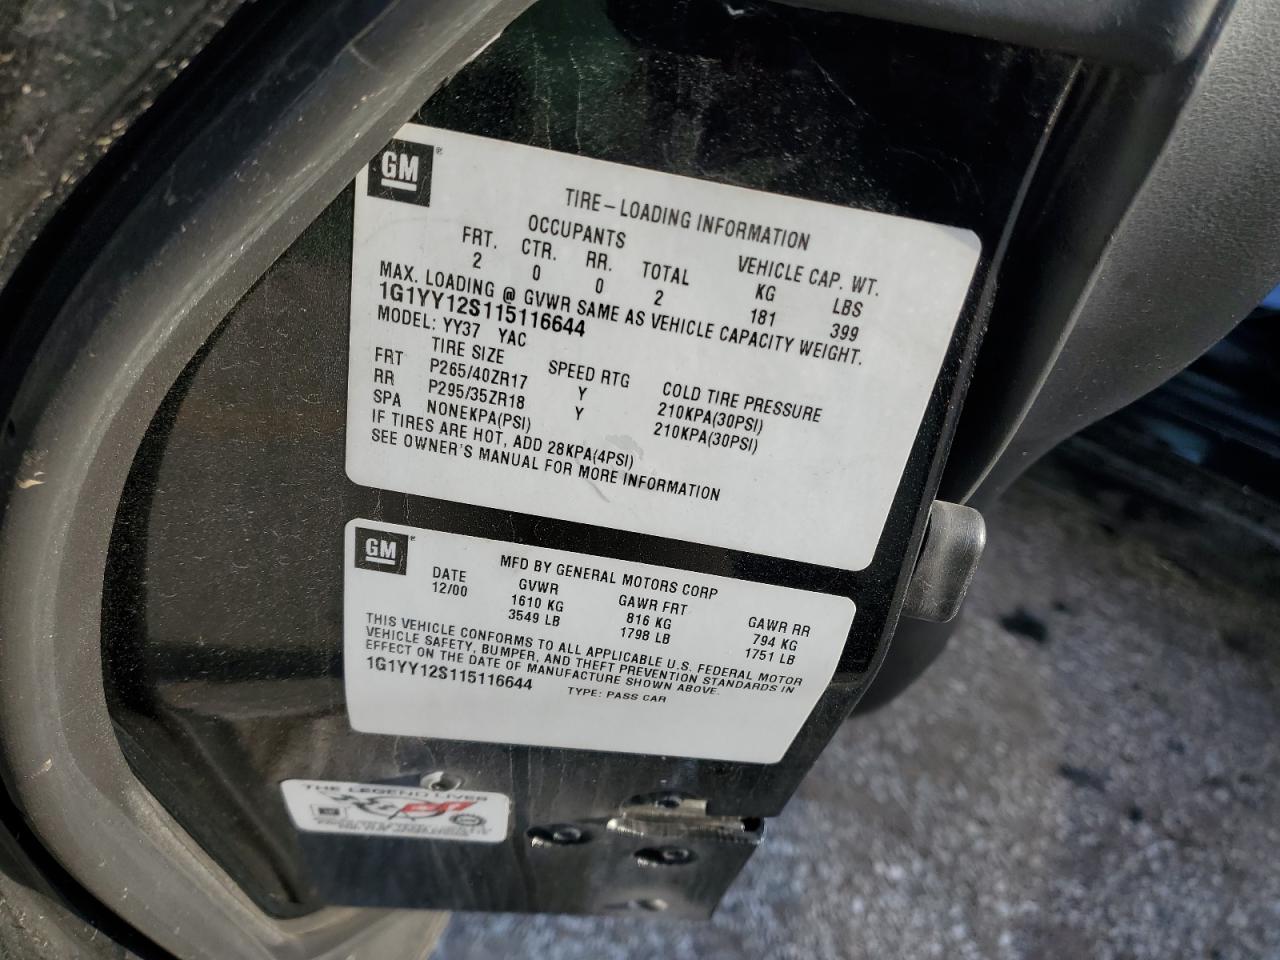 GM®
TIRE-LOADING INFORMATION
OCCUPANTS VEHICLE CAP. WT.
FRT. CTR. RR. TOTAL KG LBS
2 0 0 2 181 399
MAX. LOADING @ GVWR SAME AS VEHICLE CAPACITY WEIGHT.
1G1YY12S115116644
MODEL: YY37 YAC
TIRE SIZE SPEED RTG COLD TIRE PRESSURE
FRT P265/40ZR17 Y 210KPA(30PSI)
RR P295/35ZR18 Y 210KPA(30PSI)
SPA NONEKPA(PSI)
IF TIRES ARE HOT, ADD 28KPA(4PSI)
SEE OWNER'S MANUAL FOR MORE INFORMATION
GM®
MFD BY GENERAL MOTORS CORP
DATE GVWR GAWR FRT GAWR RR
12/00 1610 KG 816 KG 794 KG
3549 LB 1798 LB 1751 LB
THIS VEHICLE CONFORMS TO ALL APPLICABLE U.S. FEDERAL MOTOR
VEHICLE SAFETY, BUMPER, AND THEFT PREVENTION STANDARDS IN
EFFECT ON THE DATE OF MANUFACTURE SHOWN ABOVE.
1G1YY12S115116644 TYPE: PASS CAR
THE LEGEND LIVES
GM